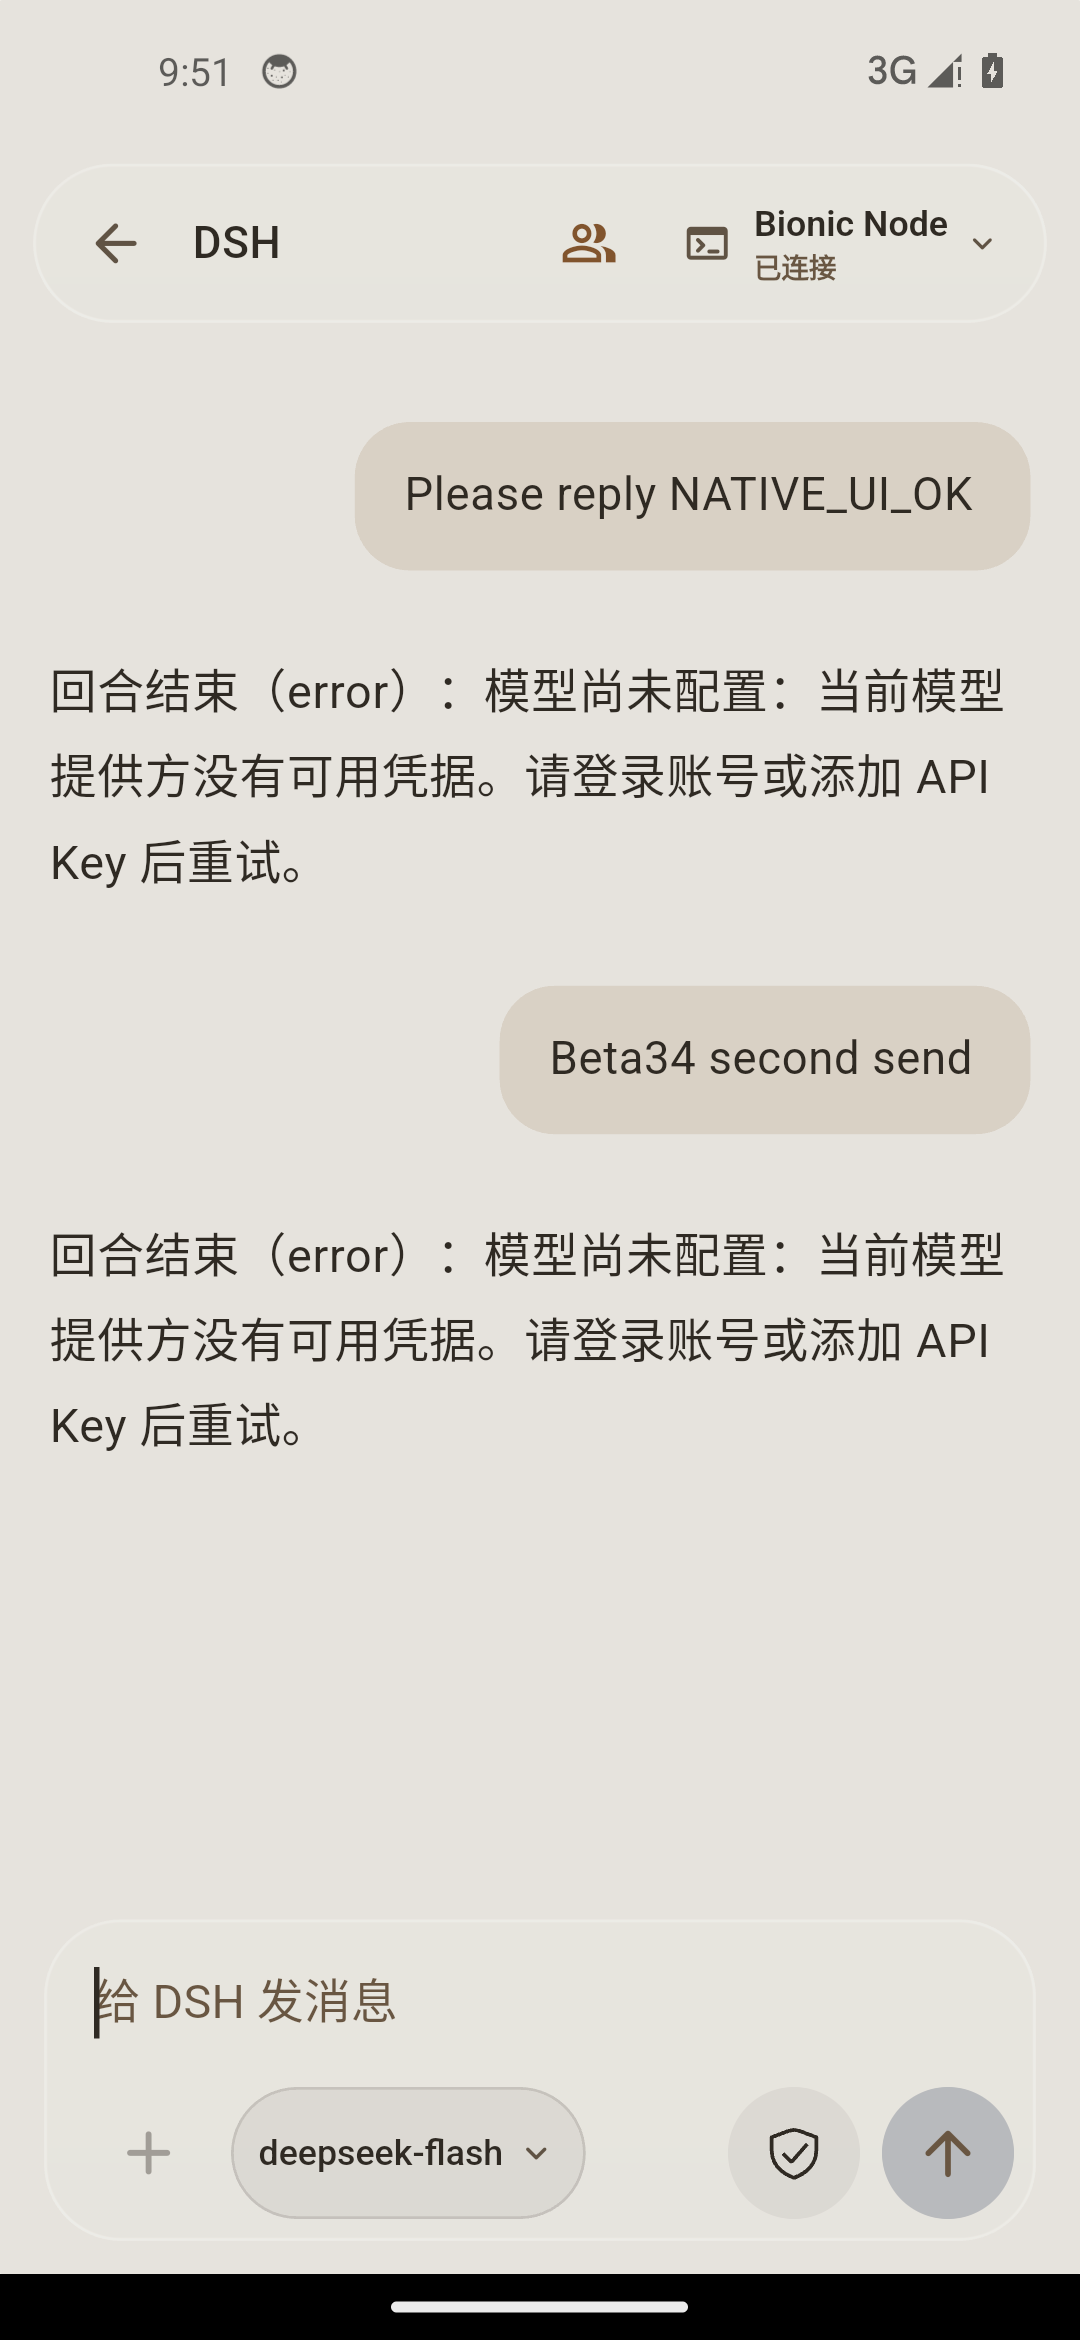 9:51
3G
DSH
Bionic Node
已连接
Please reply NATIVE_UI_OK
回合结束（error）：模型尚未配置：当前模型
提供方没有可用凭据。请登录账号或添加 API
Key 后重试。
Beta34 second send
回合结束（error）：模型尚未配置：当前模型
提供方没有可用凭据。请登录账号或添加 API
Key 后重试。
给 DSH 发消息
deepseek-flash